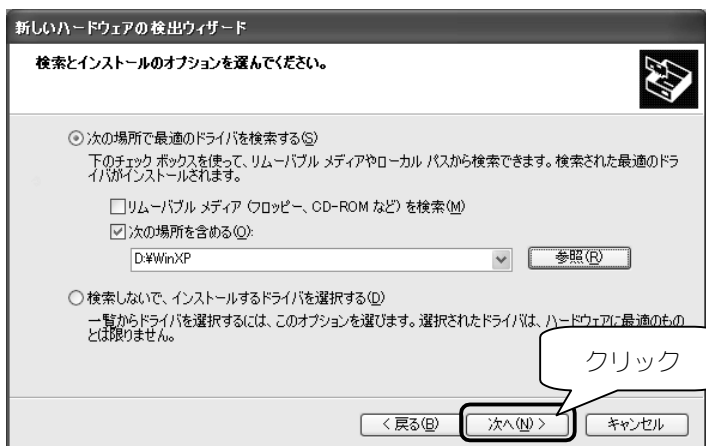 新しいハードウェアの検出ウィザード
検索とインストールのオプションを選んでください。
次の場所で最適のドライバを検索する(S)
下のチェック ボックスを使って、リムーバブル メディアやローカル パスから検索できます。検索された最適のドラ
イバがインストールされます。
リムーバブル メディア (フロッピー、CD-ROM など) を検索(M)
次の場所を含める(O):
D:¥WinXP
参照(R)
検索しないで、インストールするドライバを選択する(D)
一覧からドライバを選択するには、このオプションを選びます。選択されたドライバは、ハードウェアに最適のもの
とは限りません。
クリック
< 戻る(B)
次へ(N) >
キャンセル